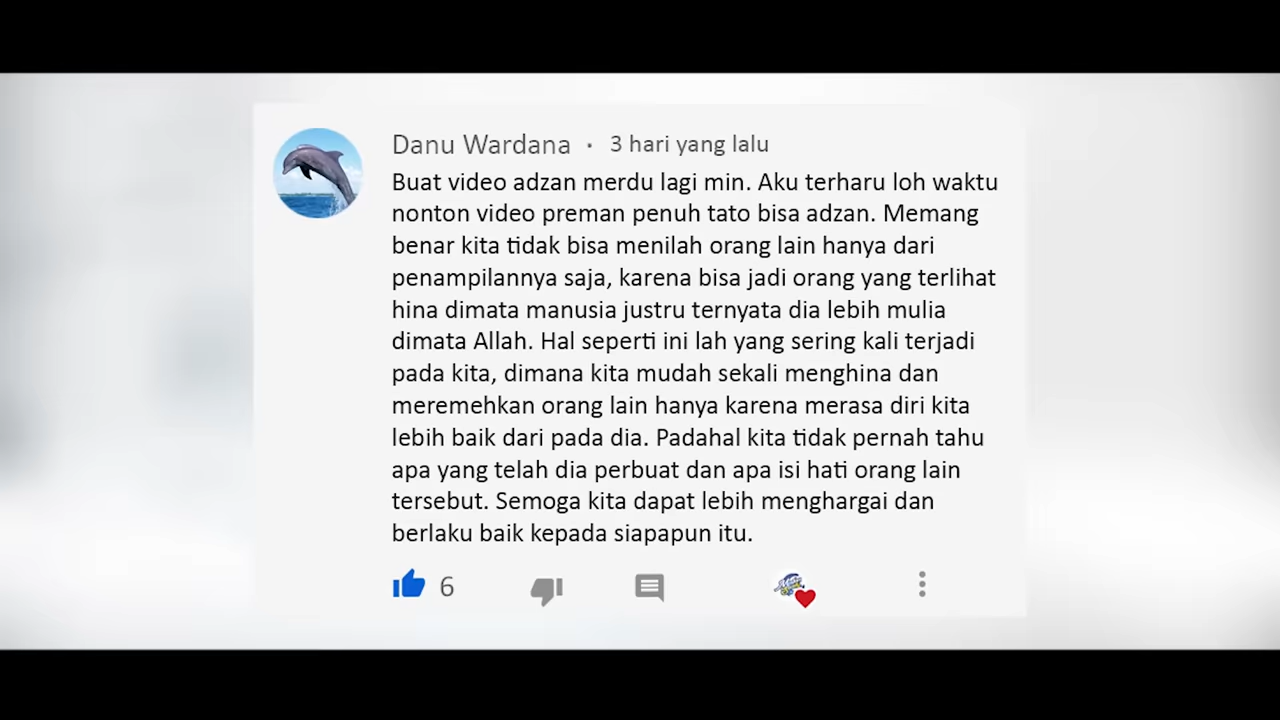 Danu Wardana · 3 hari yang lalu
Buat video adzan merdu lagi min. Aku terharu loh waktu
nonton video preman penuh tato bisa adzan. Memang
benar kita tidak bisa menilah orang lain hanya dari
penampilannya saja, karena bisa jadi orang yang terlihat
hina dimata manusia justru ternyata dia lebih mulia
dimata Allah. Hal seperti ini lah yang sering kali terjadi
pada kita, dimana kita mudah sekali menghina dan
meremehkan orang lain hanya karena merasa diri kita
lebih baik dari pada dia. Padahal kita tidak pernah tahu
apa yang telah dia perbuat dan apa isi hati orang lain
tersebut. Semoga kita dapat lebih menghargai dan
berlaku baik kepada siapapun itu.
6